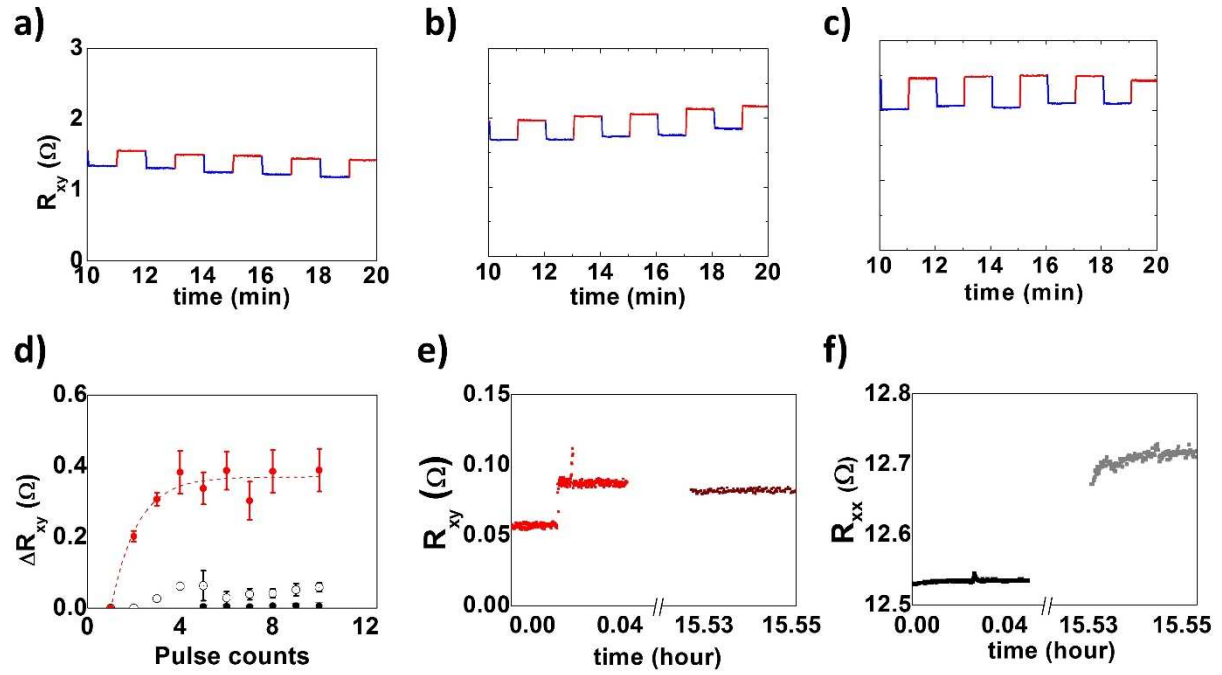 a)
b)
c)
3
2
1
0
R_xy (Ω)
10 12 14 16 18 20
time (min)
10 12 14 16 18 20
time (min)
10 12 14 16 18 20
time (min)
d)
e)
f)
0.6
0.4
0.2
0.0
ΔR_xy (Ω)
0 4 8 12
Pulse counts
0.15
0.10
0.05
0.00
R_xy (Ω)
0.00 0.04 // 15.53 15.55
time (hour)
12.8
12.7
12.6
12.5
R_xx (Ω)
0.00 0.04 // 15.53 15.55
time (hour)